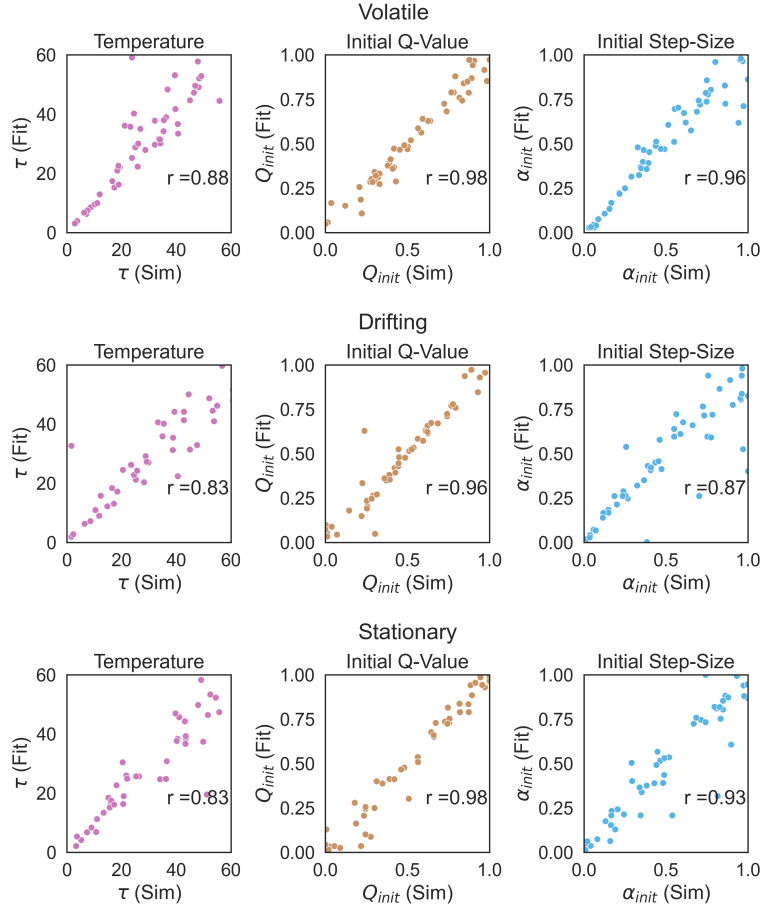 Volatile
Temperature
Initial Q-Value
Initial Step-Size
60
40
20
0
τ (Fit)
0 20 40 60
τ (Sim)
r =0.88
1.00
0.75
0.50
0.25
0.00
Q_init (Fit)
0.0 0.5 1.0
Q_init (Sim)
r =0.98
1.00
0.75
0.50
0.25
0.00
α_init (Fit)
0.0 0.5 1.0
α_init (Sim)
r =0.96
Drifting
Temperature
Initial Q-Value
Initial Step-Size
60
40
20
0
τ (Fit)
0 20 40 60
τ (Sim)
r =0.83
1.00
0.75
0.50
0.25
0.00
Q_init (Fit)
0.0 0.5 1.0
Q_init (Sim)
r =0.96
1.00
0.75
0.50
0.25
0.00
α_init (Fit)
0.0 0.5 1.0
α_init (Sim)
r =0.87
Stationary
Temperature
Initial Q-Value
Initial Step-Size
60
40
20
0
τ (Fit)
0 20 40 60
τ (Sim)
r =0.83
1.00
0.75
0.50
0.25
0.00
Q_init (Fit)
0.0 0.5 1.0
Q_init (Sim)
r =0.98
1.00
0.75
0.50
0.25
0.00
α_init (Fit)
0.0 0.5 1.0
α_init (Sim)
r =0.93